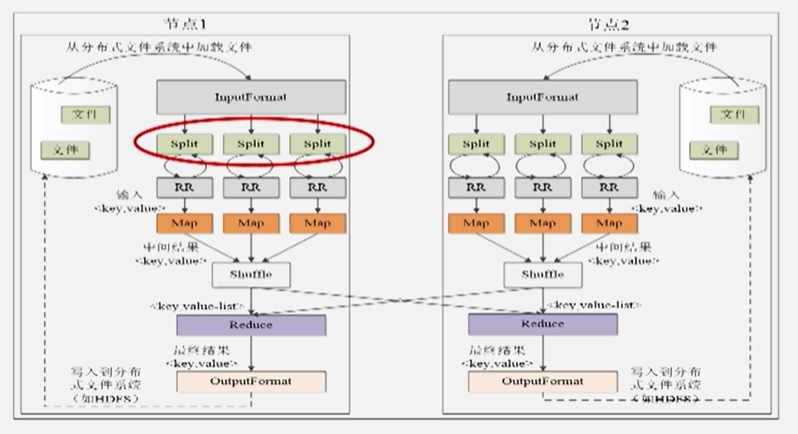 节点1
从分布式文件系统中加载文件
文件
文件
InputFormat
Split Split Split
RR RR RR
输入
<key,value>
Map Map Map
中间结果
<key,value>
Shuffle
<key,value-list>
Reduce
最终结果
<key,value>
OutputFormat
写入到分布
式文件系统
（如HDFS）
节点2
从分布式文件系统中加载文件
文件
文件
InputFormat
Split Split Split
RR RR RR
输入
<key,value>
Map Map Map
中间结果
<key,value>
Shuffle
<key,value-list>
Reduce
最终结果
<key,value>
OutputFormat
写入到分布
式文件系统
（如HDFS）